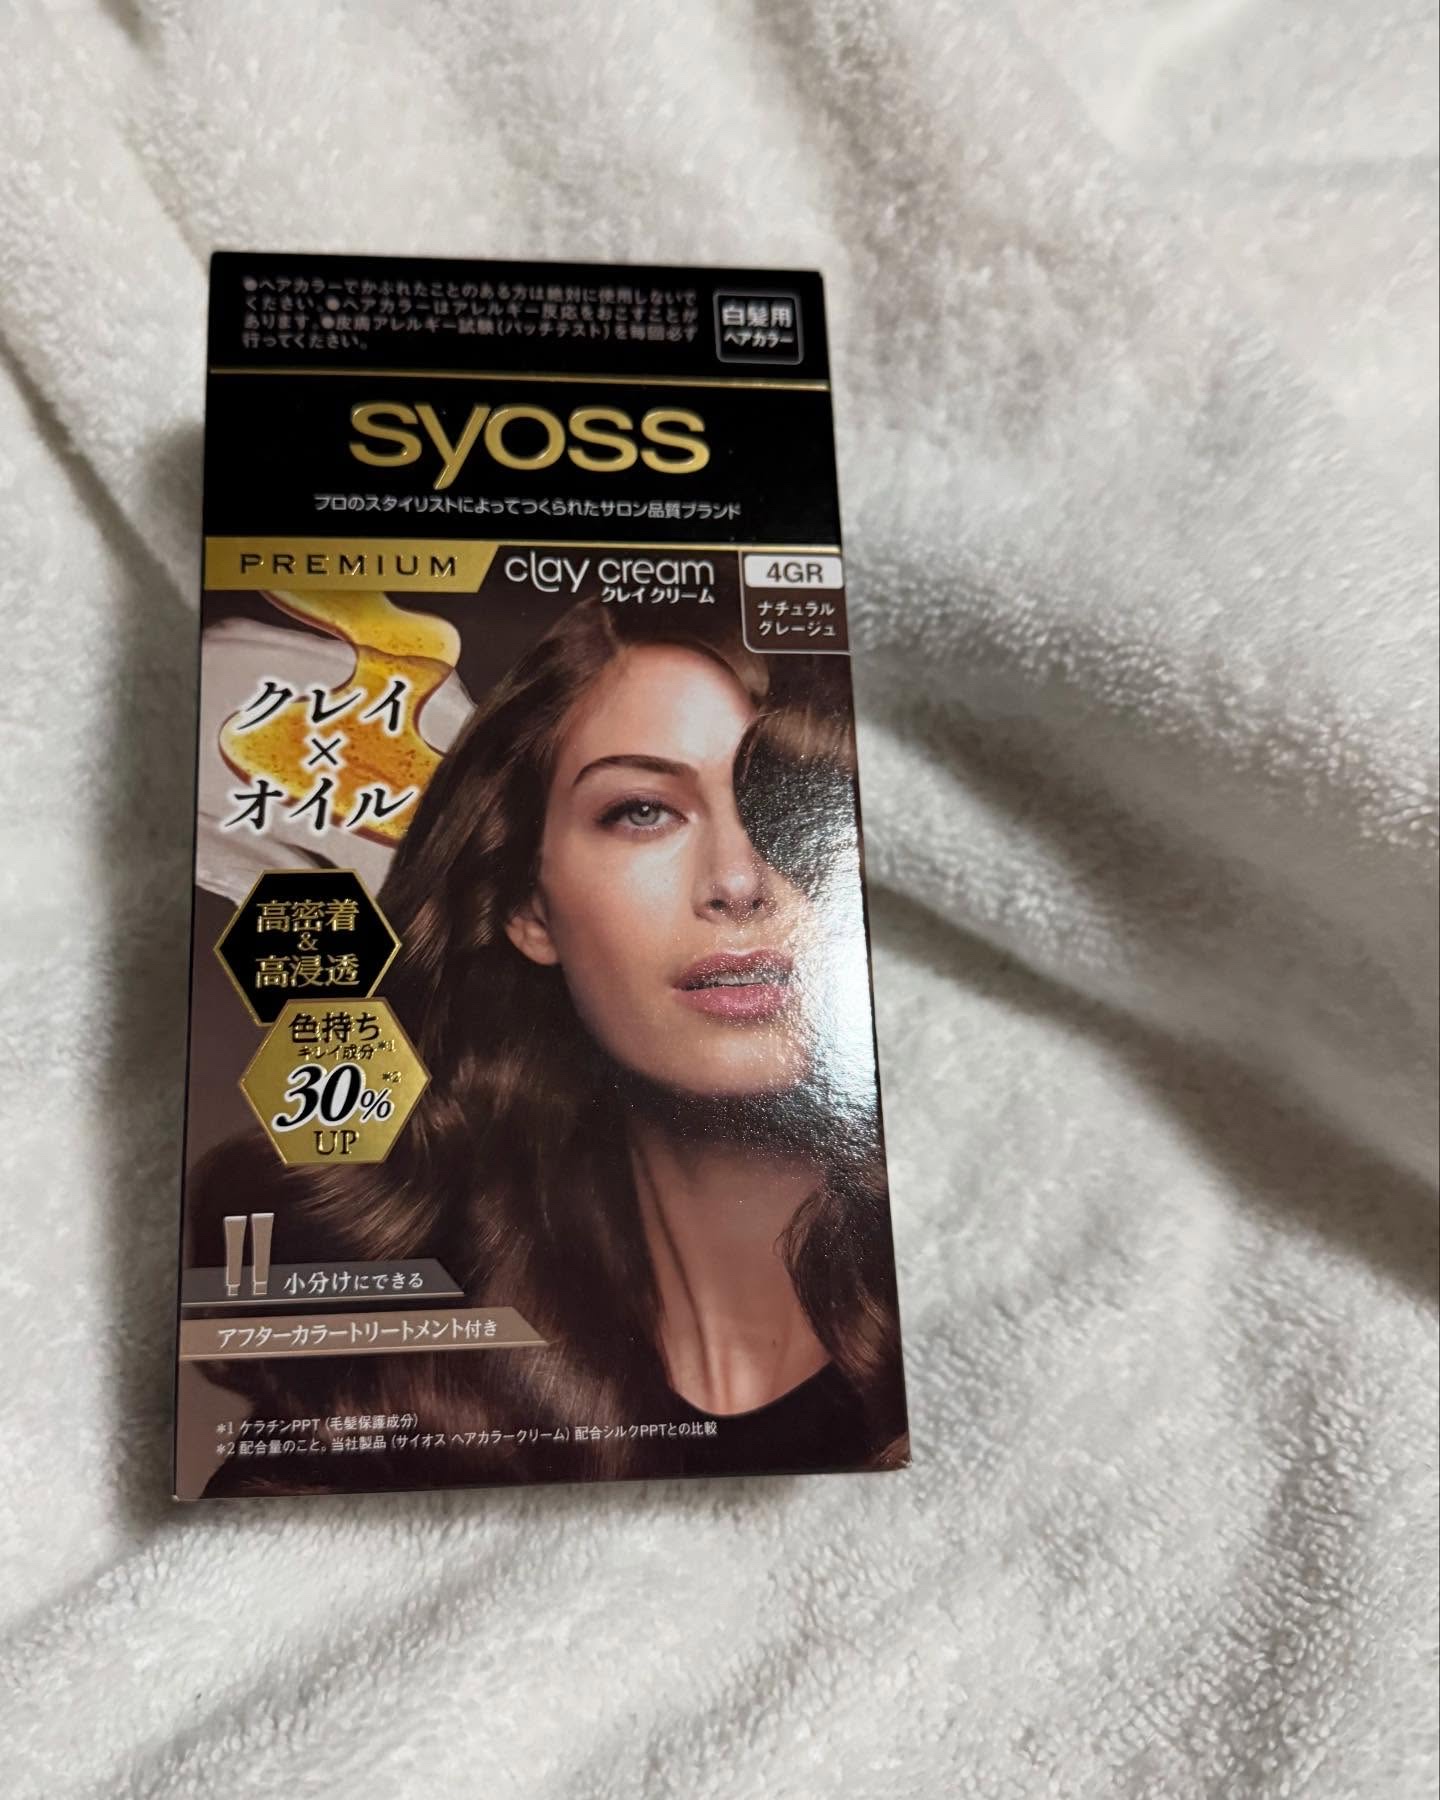 ●ヘアカラーでかぶれたことのある方は絶対に使用しないで
ください。●ヘアカラーはアレルギー反応をおこすことが
あります。●皮膚アレルギー試験(パッチテスト)を毎回必ず
行ってください。
白髪用
ヘアカラー
syoss
プロのスタイリストによってつくられたサロン品質ブランド
PREMIUM
clay cream
クレイ クリーム
4GR
ナチュラル
グレージュ
クレイ
×
オイル
高密着
&
高浸透
色持ち
キレイ成分*1
30%*2
UP
小分けにできる
アフターカラートリートメント付き
*1 ケラチンPPT (毛髪保護成分)
*2 配合量のこと。当社製品 (サイオス ヘアカラークリーム) 配合シルクPPTとの比較